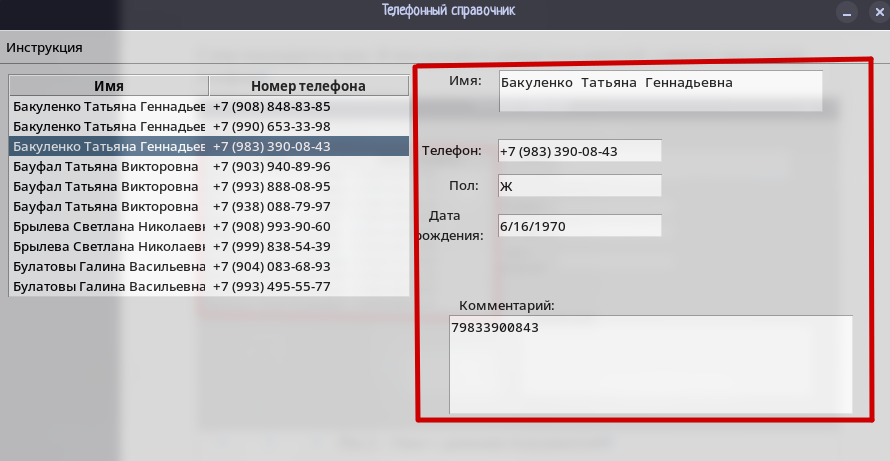 Телефонный справочник
Инструкция
Имя Номер телефона
Бакуленко Татьяна Геннадьев +7 (908) 848-83-85
Бакуленко Татьяна Геннадьев +7 (990) 653-33-98
Бакуленко Татьяна Геннадьев +7 (983) 390-08-43
Бауфал Татьяна Викторовна +7 (903) 940-89-96
Бауфал Татьяна Викторовна +7 (993) 888-08-95
Бауфал Татьяна Викторовна +7 (938) 088-79-97
Брылева Светлана Николаевн +7 (908) 993-90-60
Брылева Светлана Николаевн +7 (999) 838-54-39
Булатовы Галина Васильевна +7 (904) 083-68-93
Булатовы Галина Васильевна +7 (993) 495-55-77
Имя: Бакуленко Татьяна Геннадьевна
Телефон: +7 (983) 390-08-43
Пол: Ж
Дата
рождения: 6/16/1970
Комментарий:
79833900843